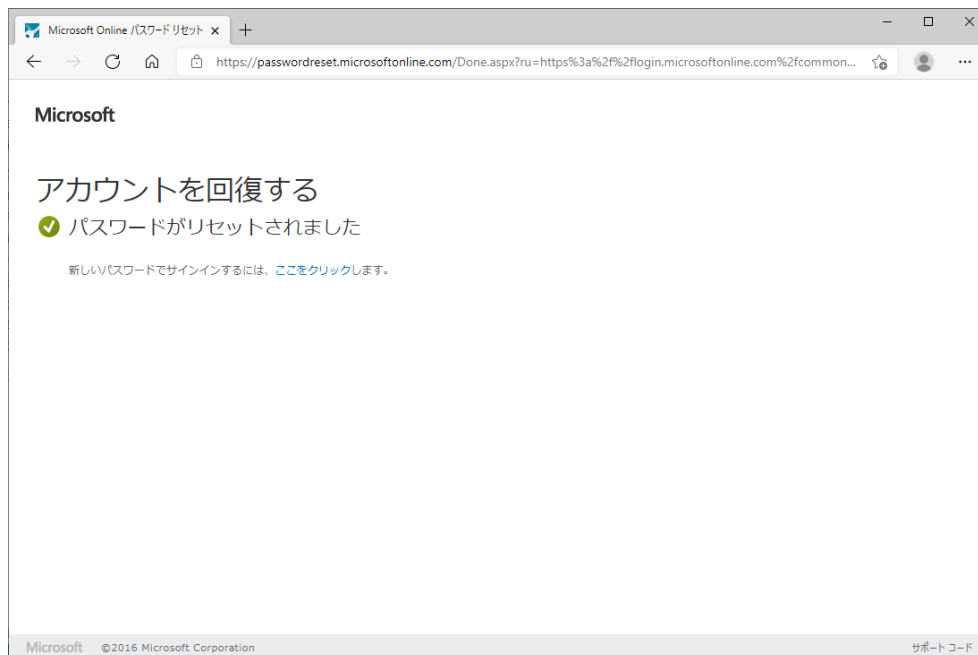 Microsoft Online パスワード リセット
https://passwordreset.microsoftonline.com/Done.aspx?ru=https%3a%2f%2flogin.microsoftonline.com%2fcommon...
Microsoft
アカウントを回復する
パスワードがリセットされました
新しいパスワードでサインインするには、ここをクリックします。
Microsoft ©2016 Microsoft Corporation サポート コード